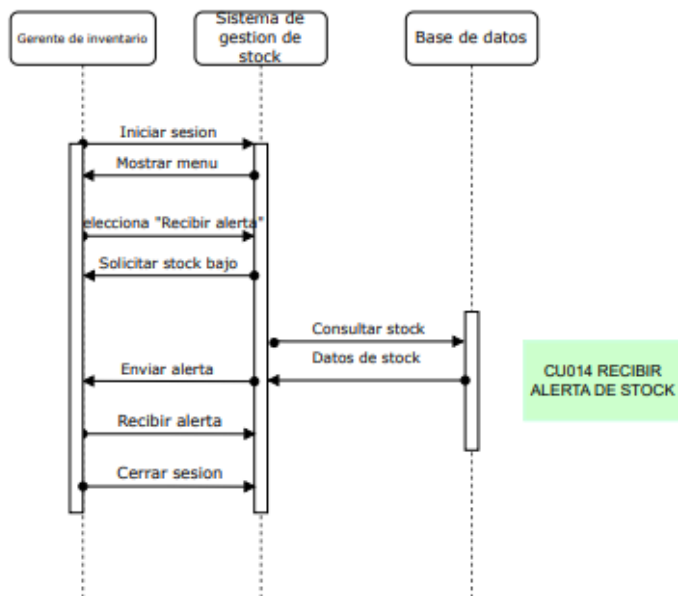 Gerente de inventario
Sistema de
gestion de
stock
Base de datos
Iniciar sesion
Mostrar menu
elecciona "Recibir alerta"
Solicitar stock bajo
Consultar stock
Datos de stock
Enviar alerta
CU014 RECIBIR
ALERTA DE STOCK
Recibir alerta
Cerrar sesion